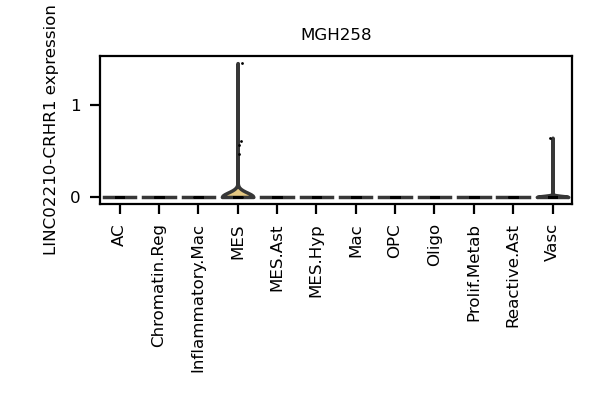 MGH258
LINC02210-CRHR1 expression
1
0
AC
Chromatin.Reg
Inflammatory.Mac
MES
MES.Ast
MES.Hyp
Mac
OPC
Oligo
Prolif.Metab
Reactive.Ast
Vasc